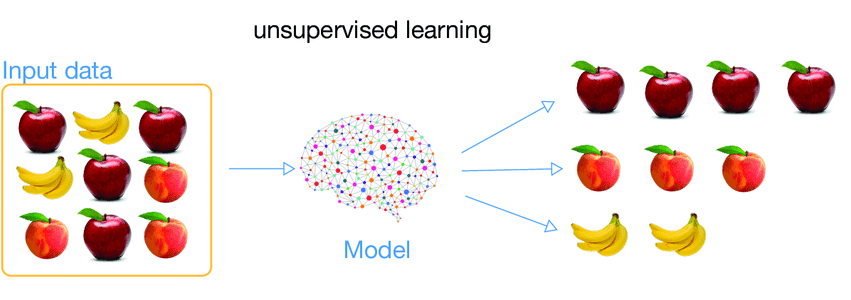 unsupervised learning
Input data
Model